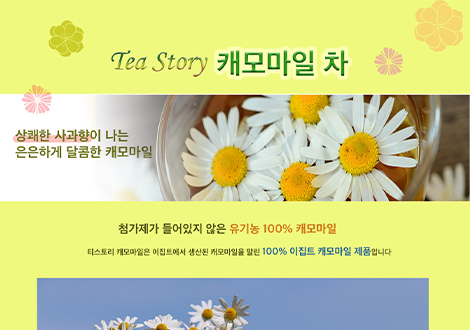 Tea Story 캐모마일 차
상쾌한 사과향이 나는
은은하게 달콤한 캐모마일
첨가제가 들어있지 않은 유기농 100% 캐모마일
티스토리 캐모마일은 이집트에서 생산된 캐모마일을 말린 100% 이집트 캐모마일 제품입니다